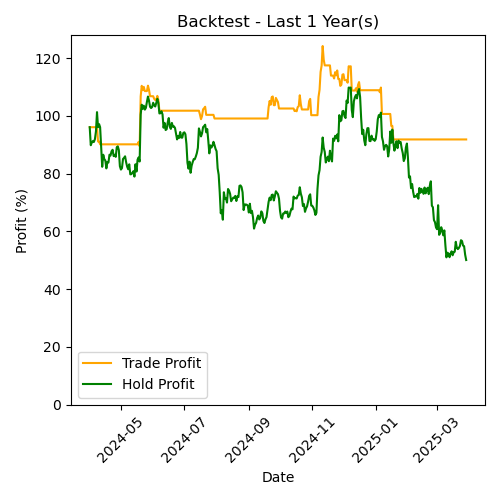 Backtest - Last 1 Year(s)
Profit (%)
120
100
80
60
40
20
0
Trade Profit
Hold Profit
2024-05
2024-07
2024-09
2024-11
2025-01
2025-03
Date